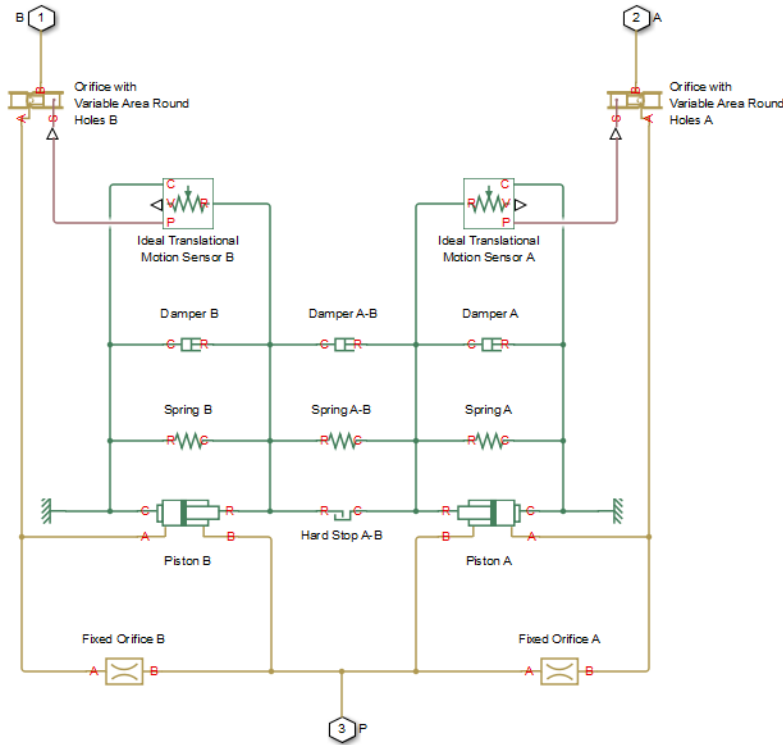 B 1
2 A
B
B
Orifice with
Variable Area Round
Holes B
Orifice with
Variable Area Round
Holes A
A
S
S
A
C
V R
P
C
R V
P
Ideal Translational
Motion Sensor B
Ideal Translational
Motion Sensor A
Damper B
Damper A-B
Damper A
C R
C R
C R
Spring B
Spring A-B
Spring A
R C
R C
R C
C R
R C
R C
Hard Stop A-B
A B
B A
Piston B
Piston A
Fixed Orifice B
Fixed Orifice A
A B
A B
3 P